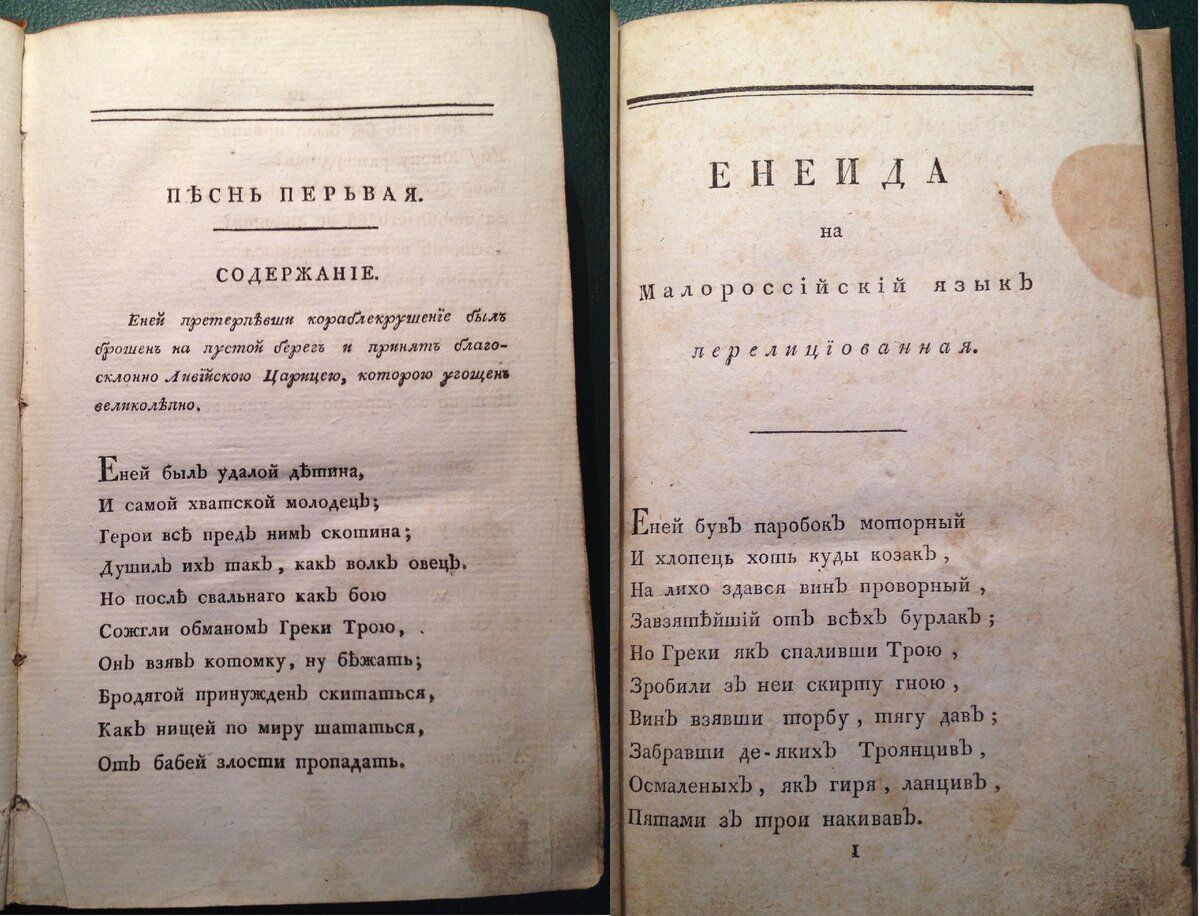 ПѢСНЬ ПЕРЬВАЯ.
СОДЕРЖАНІЕ.
Еней претерпѣвши кораблекрушенїе былъ
брошенъ на пустой берегъ и принятъ благо-
склонно Ливїйскою Царицею, которою угощенъ
великолѣпно.
Еней былъ удалой дѣтина,
И самой хватской молодецъ;
Герои всѣ предъ нимъ скотина;
Душилъ ихъ такъ, какъ волкъ овецъ.
Но послѣ свальнаго какъ бою
Сожгли обманомъ Греки Трою,
Онъ взявъ котомку, ну бѣжать;
Бродягой принужденъ скитаться,
Какъ нищей по миру шататься,
Отъ бабей злости пропадать.
ЕНЕИДА
на
Малороссїйскїй языкъ
перелицїованная.
Еней бувъ паробокъ моторный
И хлопець хоть куды козакъ,
На лихо здався винъ проворный,
Завзятѣйшій отъ всѣхъ бурлакъ;
Но Греки якъ спаливши Трою,
Зробили зъ неи скирту гною,
Винъ взявши торбу, тягу давъ;
Забравши де-якихъ Троянцивъ,
Осмаленыхъ, якъ гиря, ланцивъ,
Пятами зъ трои накивавъ.
I